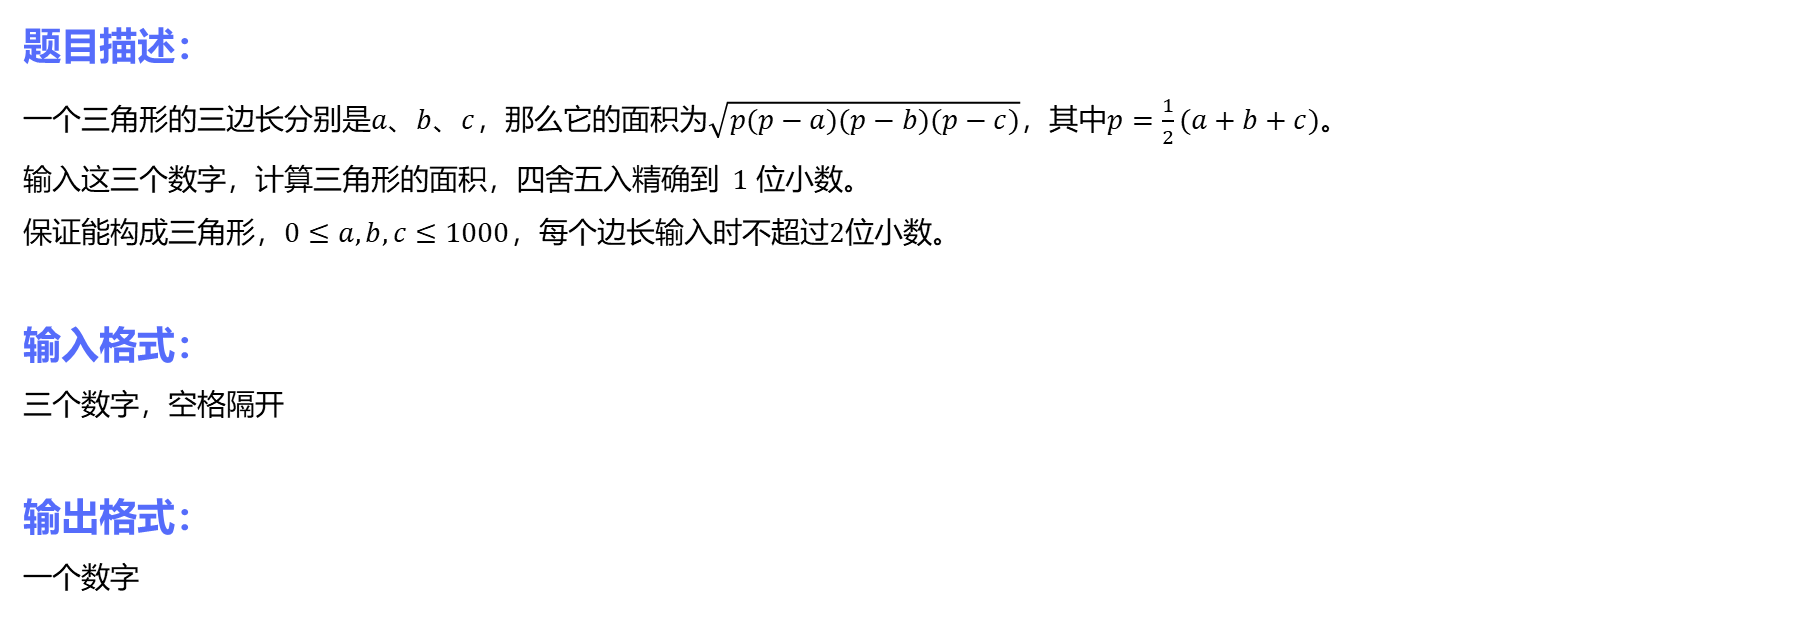 题目描述：
一个三角形的三边长分别是a、b、c，那么它的面积为√p(p − a)(p − b)(p − c)，其中p = 1/2 (a + b + c)。
输入这三个数字，计算三角形的面积，四舍五入精确到 1 位小数。
保证能构成三角形，0 ≤ a, b, c ≤ 1000，每个边长输入时不超过2位小数。
输入格式：
三个数字，空格隔开
输出格式：
一个数字